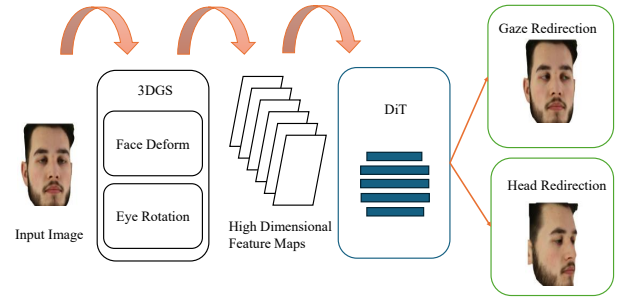 Input Image
3DGS
Face Deform
Eye Rotation
High Dimensional
Feature Maps
DiT
Gaze Redirection
Head Redirection